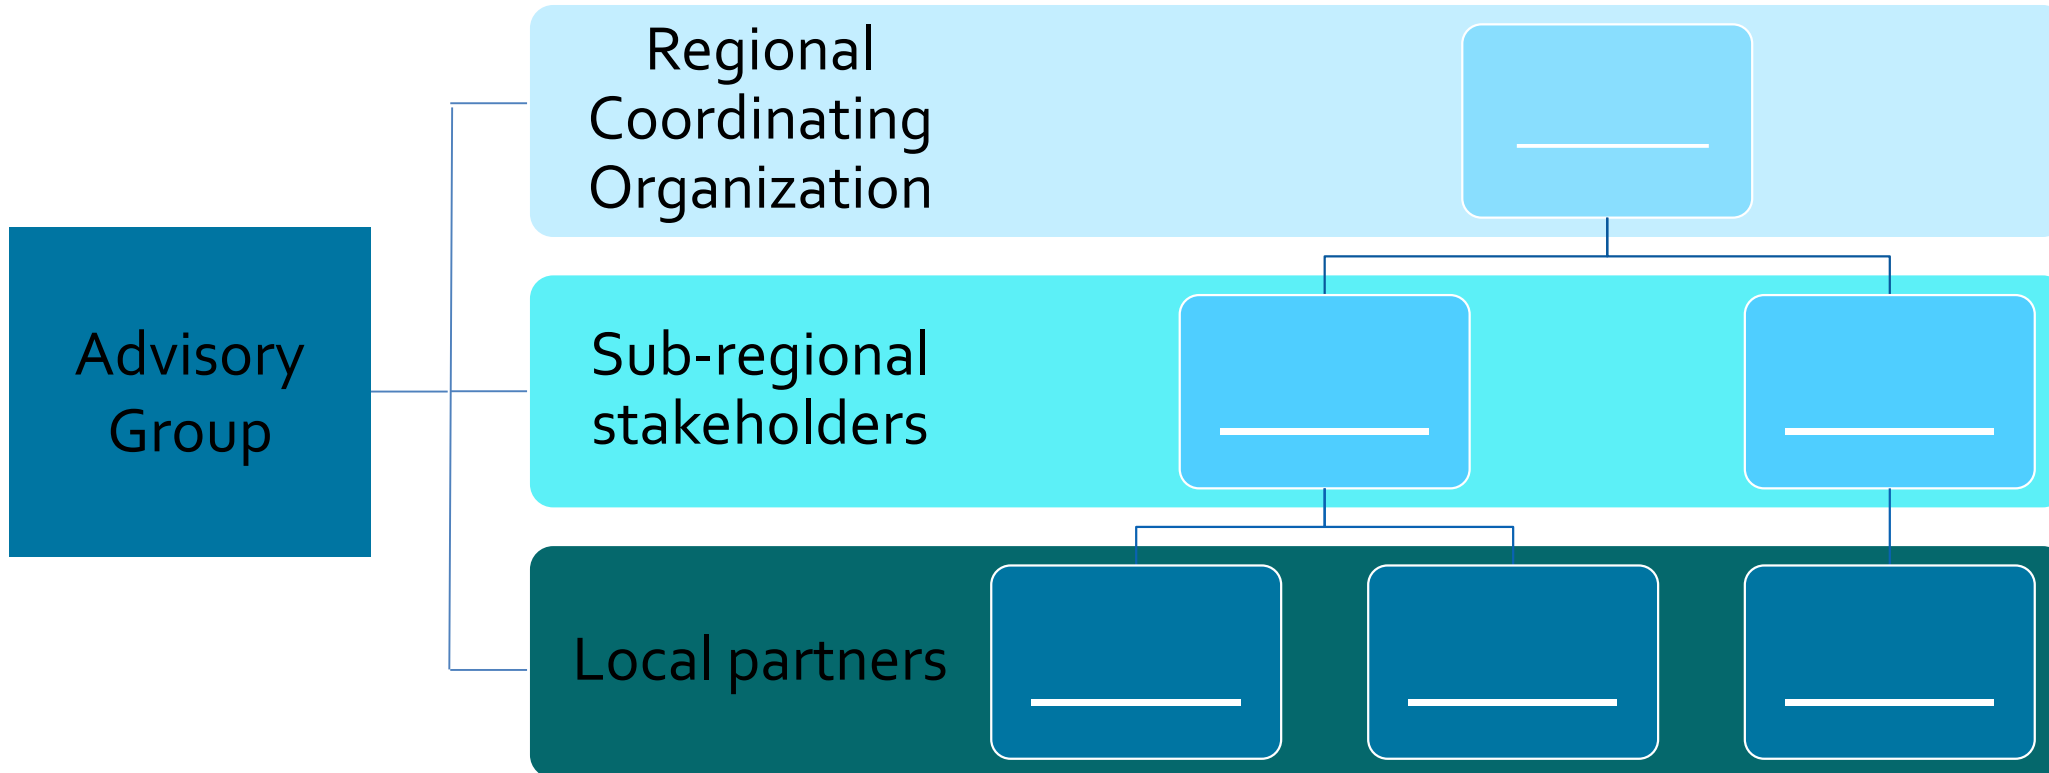 Advisory
Group
Regional
Coordinating
Organization
Sub-regional
stakeholders
Local partners